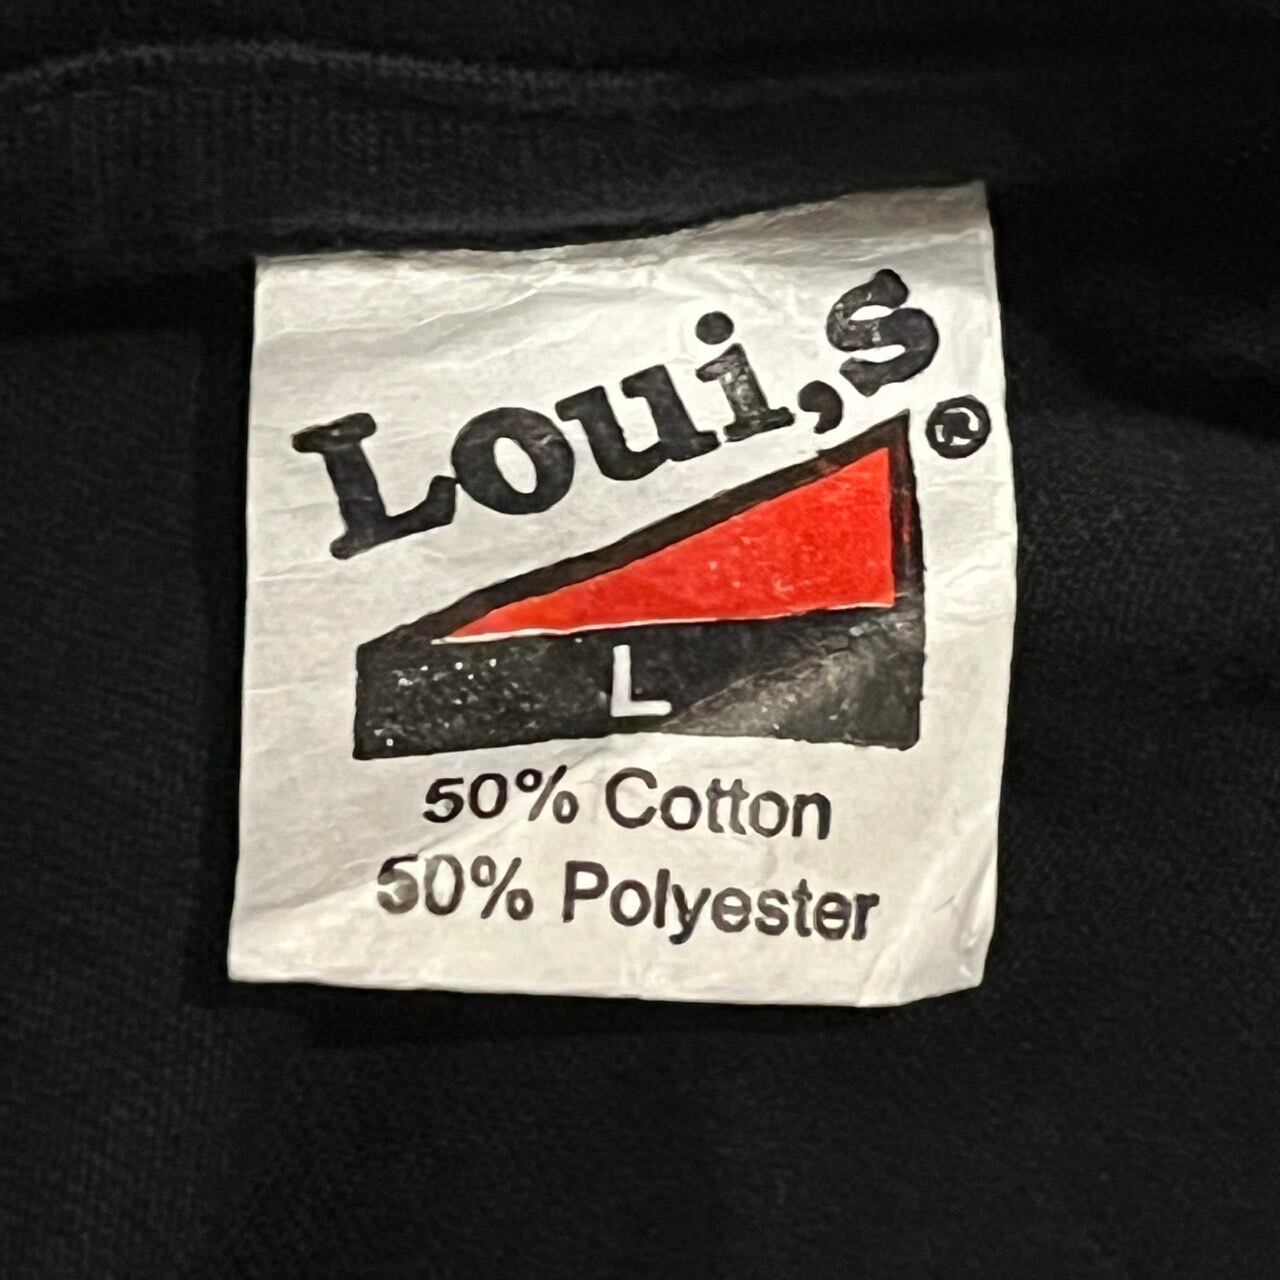 Loui,s
®
L
50% Cotton
50% Polyester